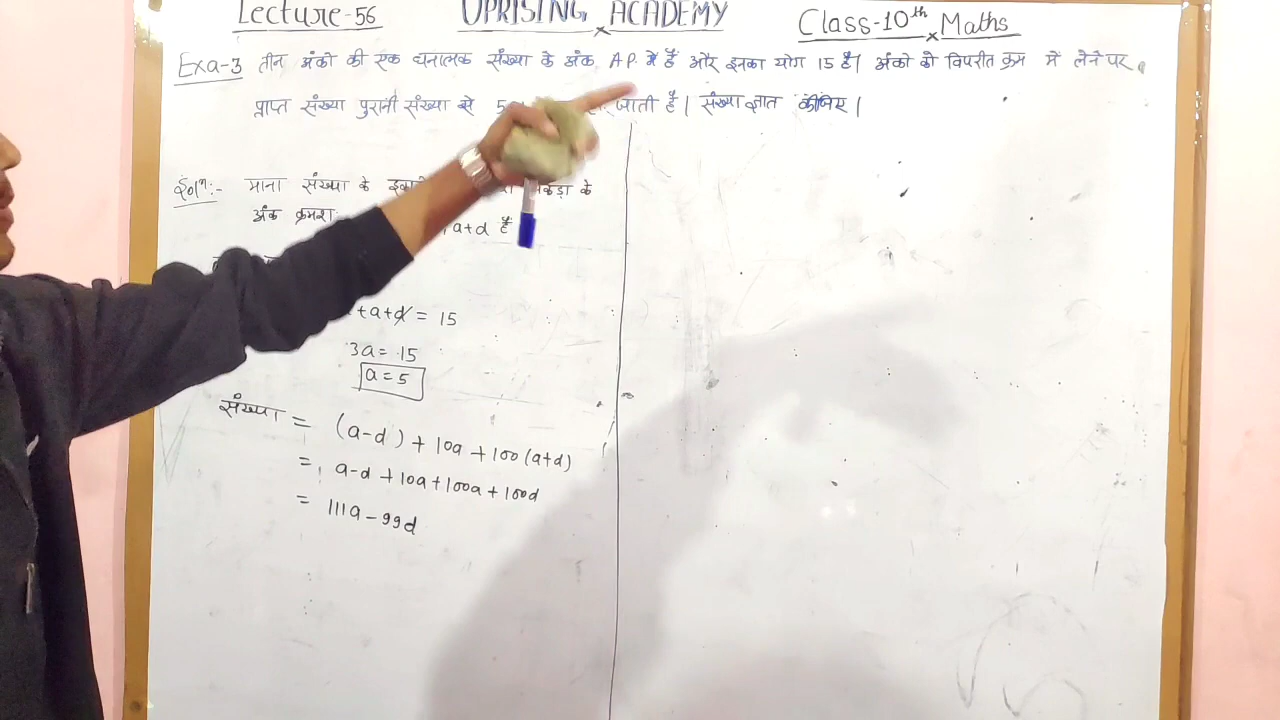 Lecture-56
UPRISING ACADEMY
Class-10th Maths
Exa-3 तीन अंको की एक धनात्मक संख्या के अंक A.P. में हैं और इनका योग 15 है। अंको को विपरीत क्रम में लेने पर
प्राप्त संख्या पुरानी संख्या से 5 जाती है। संख्या ज्ञात कीजिए।
माना संख्या के के
अंक क्रमशः a+d हैं
+a+d = 15
3a = 15
a = 5
संख्या = (a-d) + 10a + 100(a+d)
= a-d + 10a + 100a + 100d
= 111a - 99d